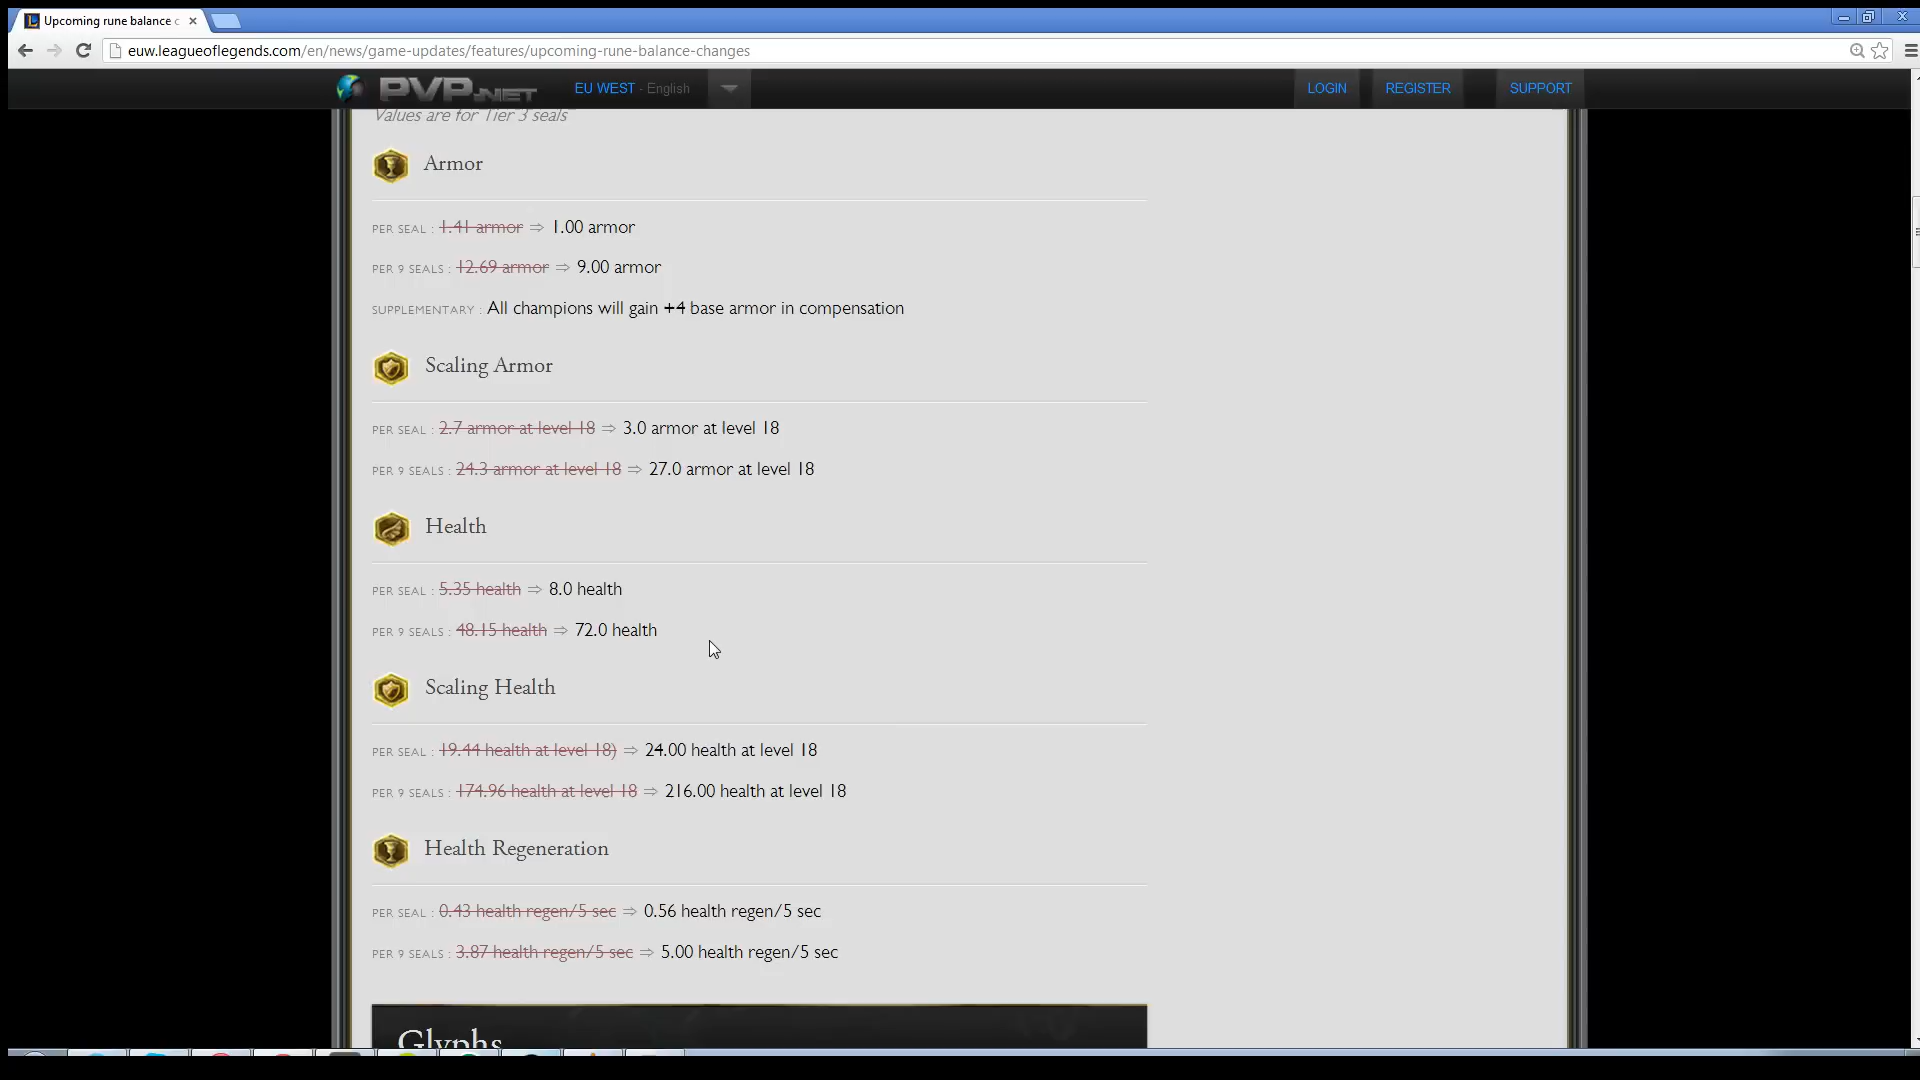 Upcoming rune balance c
euw.leagueoflegends.com/en/news/game-updates/features/upcoming-rune-balance-changes
PVP.NET EU WEST - English LOGIN REGISTER SUPPORT
Values are for Tier 3 seals
Armor
PER SEAL : 1.41 armor ⇒ 1.00 armor
PER 9 SEALS : 12.69 armor ⇒ 9.00 armor
SUPPLEMENTARY : All champions will gain +4 base armor in compensation
Scaling Armor
PER SEAL : 2.7 armor at level 18 ⇒ 3.0 armor at level 18
PER 9 SEALS : 24.3 armor at level 18 ⇒ 27.0 armor at level 18
Health
PER SEAL : 5.35 health ⇒ 8.0 health
PER 9 SEALS : 48.15 health ⇒ 72.0 health
Scaling Health
PER SEAL : 19.44 health at level 18) ⇒ 24.00 health at level 18
PER 9 SEALS : 174.96 health at level 18 ⇒ 216.00 health at level 18
Health Regeneration
PER SEAL : 0.43 health regen/5 sec ⇒ 0.56 health regen/5 sec
PER 9 SEALS : 3.87 health regen/5 sec ⇒ 5.00 health regen/5 sec
Glyphs